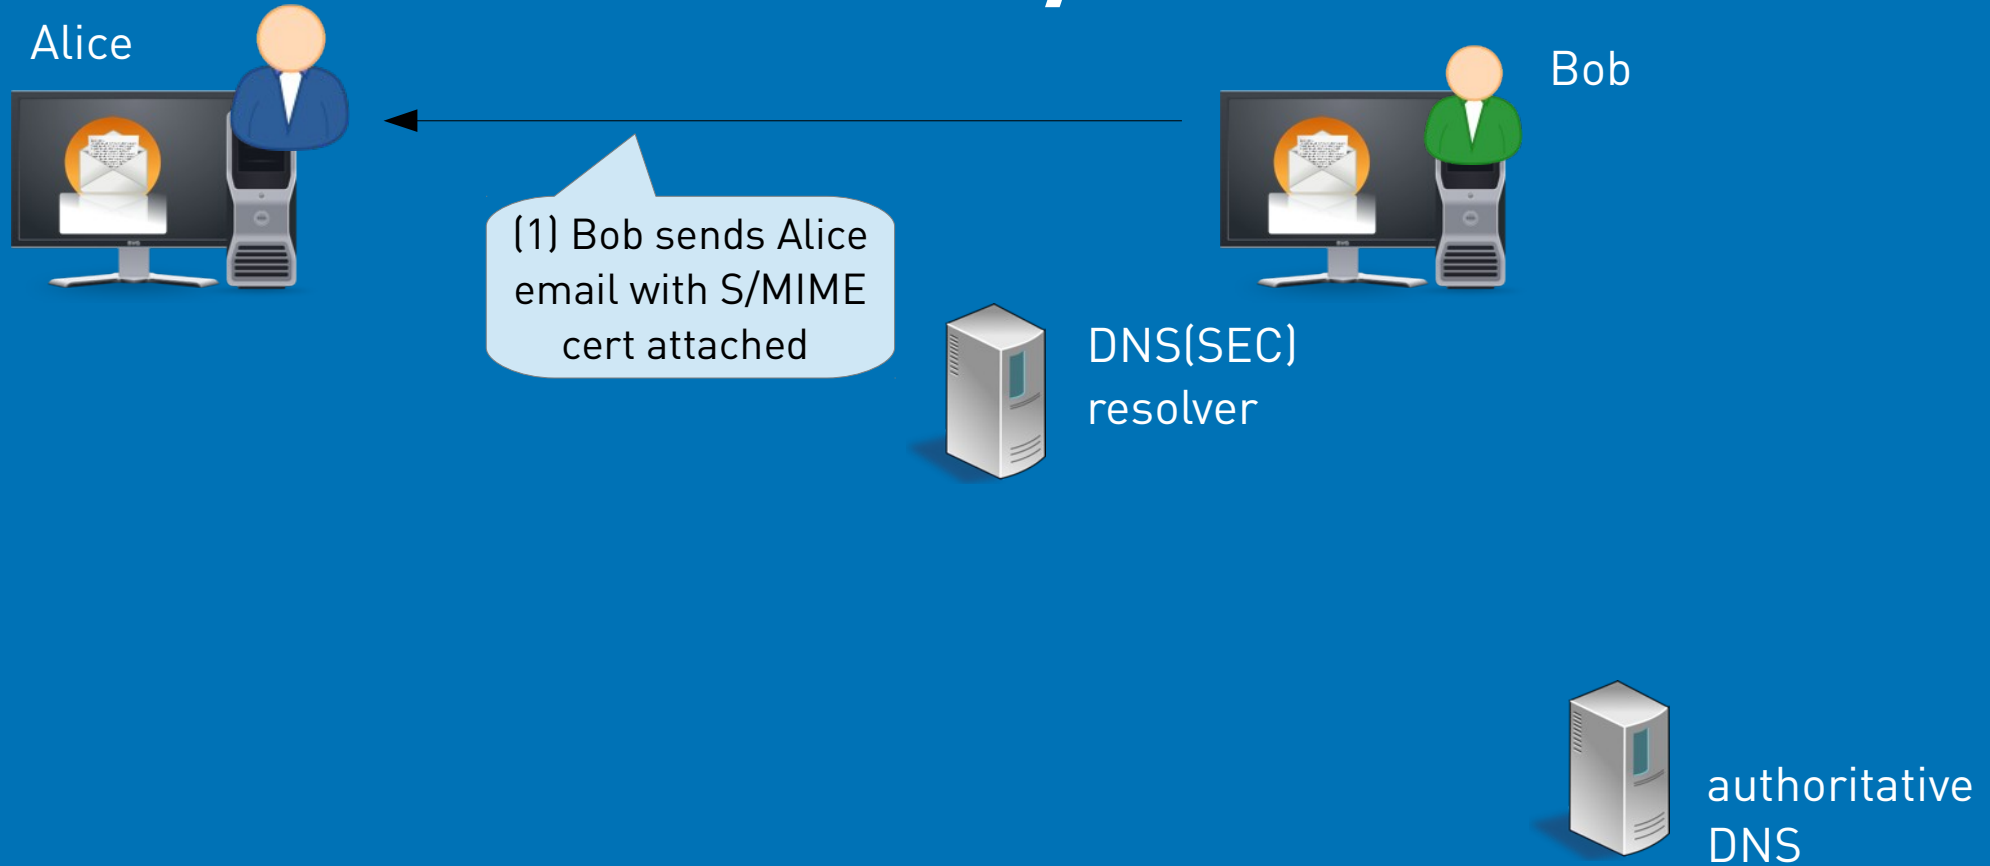 Alice
Bob
(1) Bob sends Alice
email with S/MIME
cert attached
DNS(SEC)
resolver
authoritative
DNS